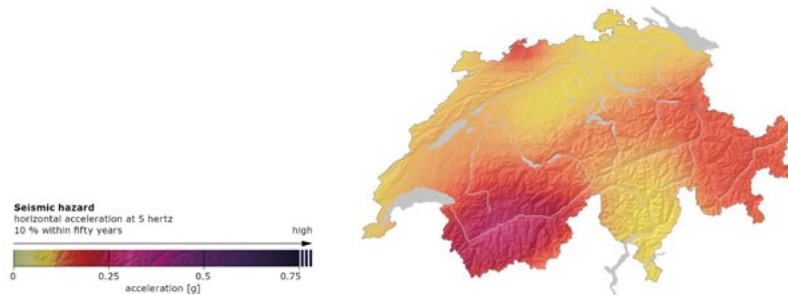 Seismic hazard
horizontal acceleration at 5 hertz
10 % within fifty years
high
0
0.25
0.5
0.75
acceleration [g]